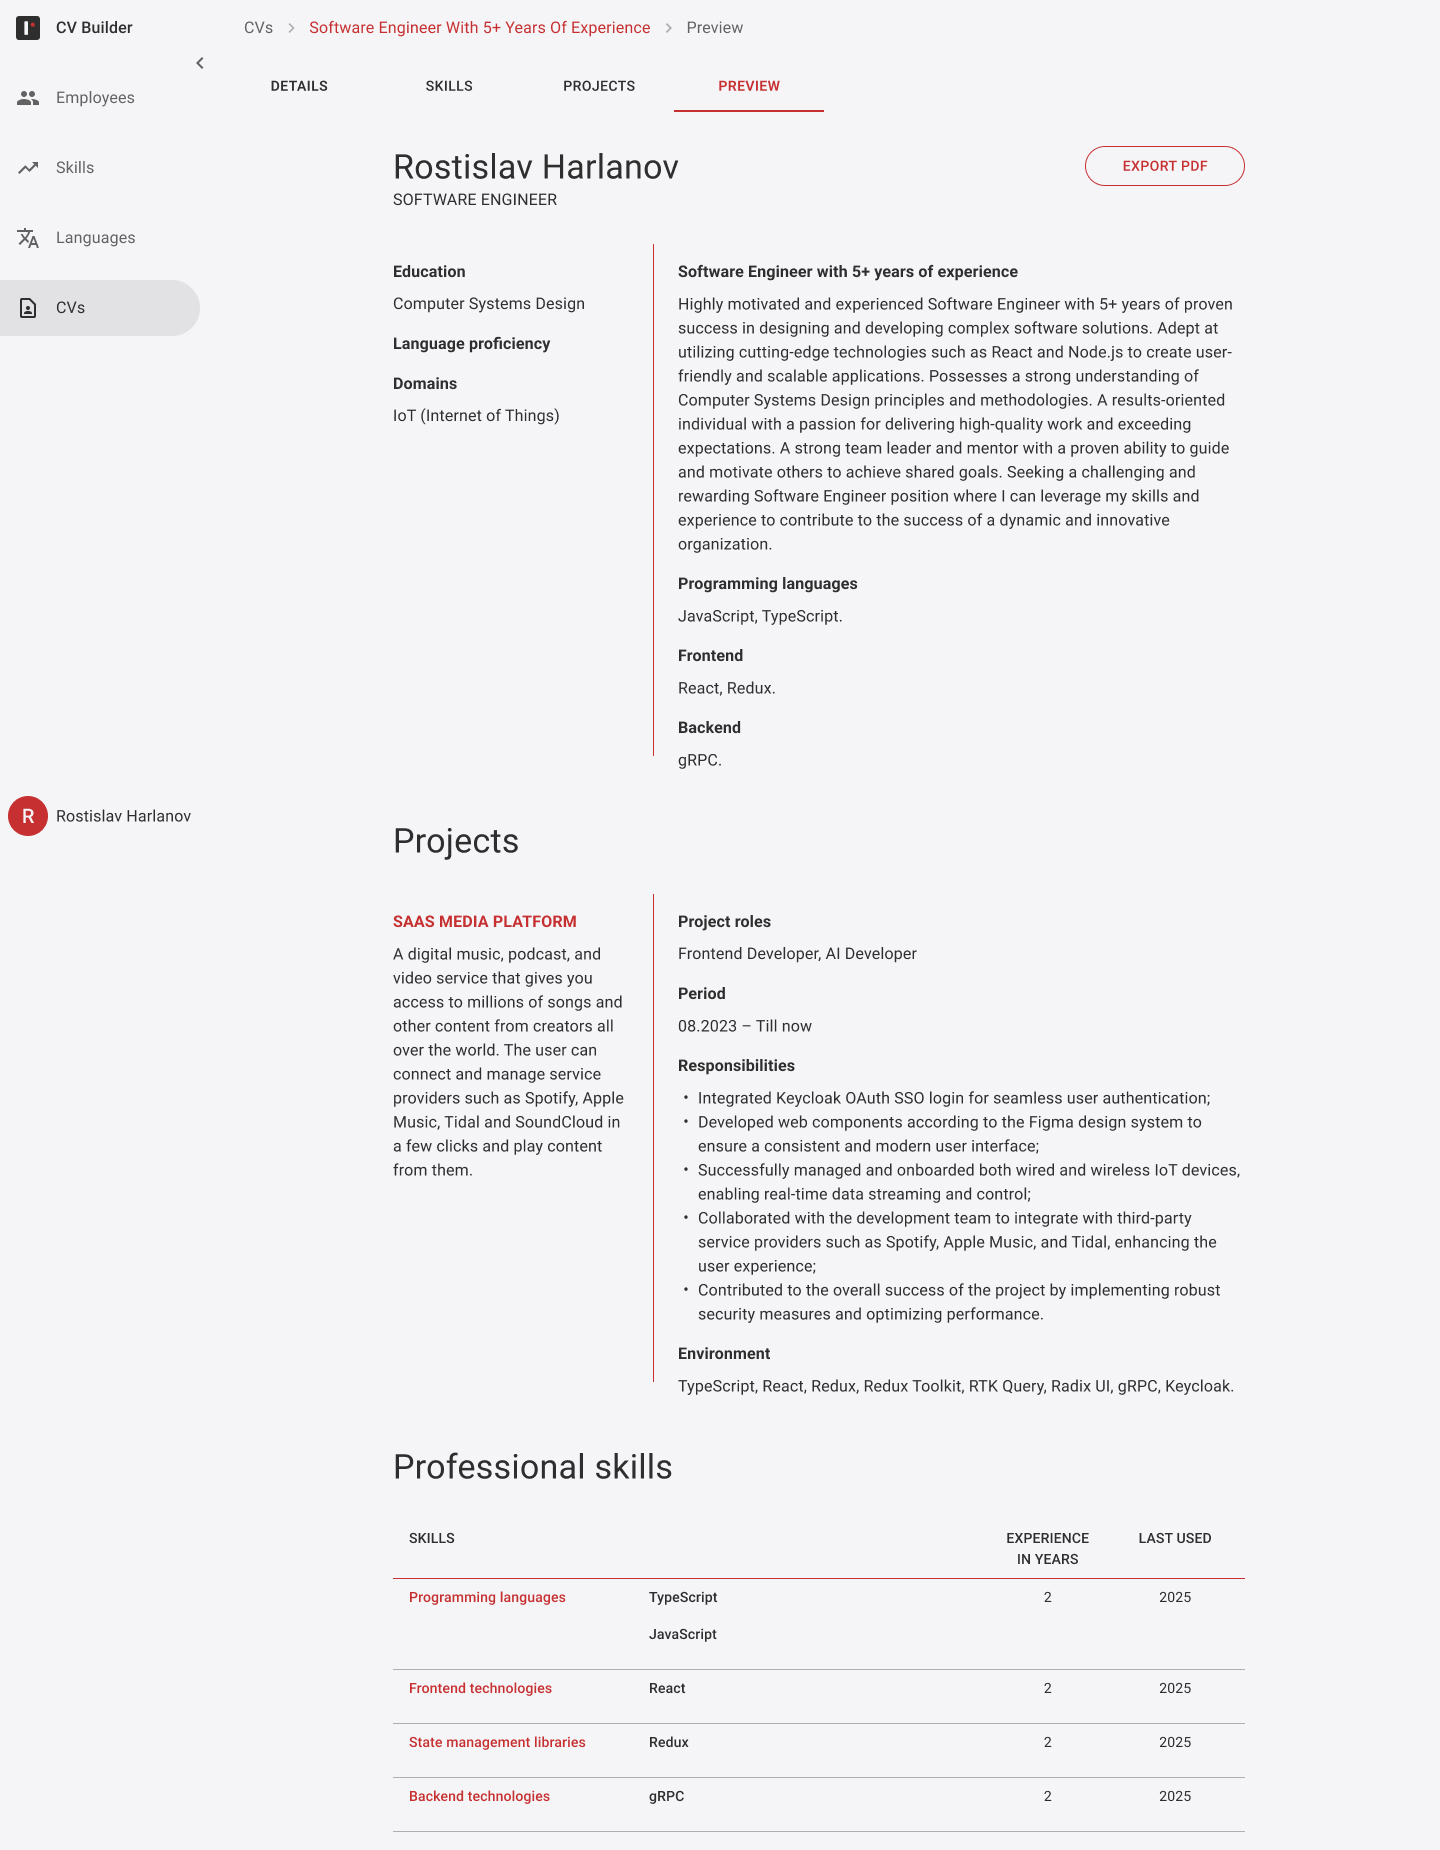 CV Builder
CVs > Software Engineer With 5+ Years Of Experience > Preview
Employees
Skills
Languages
CVs
Rostislav Harlanov
DETAILS SKILLS PROJECTS PREVIEW
Rostislav Harlanov
SOFTWARE ENGINEER
EXPORT PDF
Education
Computer Systems Design
Language proficiency
Domains
IoT (Internet of Things)
Software Engineer with 5+ years of experience
Highly motivated and experienced Software Engineer with 5+ years of proven
success in designing and developing complex software solutions. Adept at
utilizing cutting-edge technologies such as React and Node.js to create user-
friendly and scalable applications. Possesses a strong understanding of
Computer Systems Design principles and methodologies. A results-oriented
individual with a passion for delivering high-quality work and exceeding
expectations. A strong team leader and mentor with a proven ability to guide
and motivate others to achieve shared goals. Seeking a challenging and
rewarding Software Engineer position where I can leverage my skills and
experience to contribute to the success of a dynamic and innovative
organization.
Programming languages
JavaScript, TypeScript.
Frontend
React, Redux.
Backend
gRPC.
R
Projects
SAAS MEDIA PLATFORM
A digital music, podcast, and
video service that gives you
access to millions of songs and
other content from creators all
over the world. The user can
connect and manage service
providers such as Spotify, Apple
Music, Tidal and SoundCloud in
a few clicks and play content
from them.
Project roles
Frontend Developer, AI Developer
Period
08.2023 – Till now
Responsibilities
• Integrated Keycloak OAuth SSO login for seamless user authentication;
• Developed web components according to the Figma design system to
ensure a consistent and modern user interface;
• Successfully managed and onboarded both wired and wireless IoT devices,
enabling real-time data streaming and control;
• Collaborated with the development team to integrate with third-party
service providers such as Spotify, Apple Music, and Tidal, enhancing the
user experience;
• Contributed to the overall success of the project by implementing robust
security measures and optimizing performance.
Environment
TypeScript, React, Redux, Redux Toolkit, RTK Query, Radix UI, gRPC, Keycloak.
Professional skills
SKILLS EXPERIENCE LAST USED
IN YEARS
Programming languages TypeScript 2 2025
JavaScript
Frontend technologies React 2 2025
State management libraries Redux 2 2025
Backend technologies gRPC 2 2025